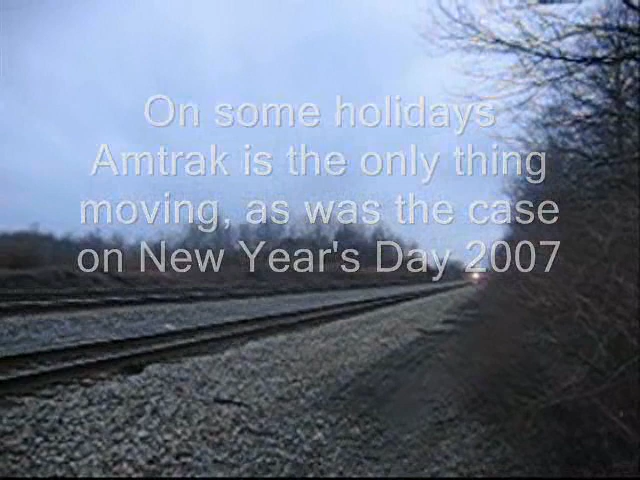 On some holidays
Amtrak is the only thing
moving, as was the case
on New Year's Day 2007